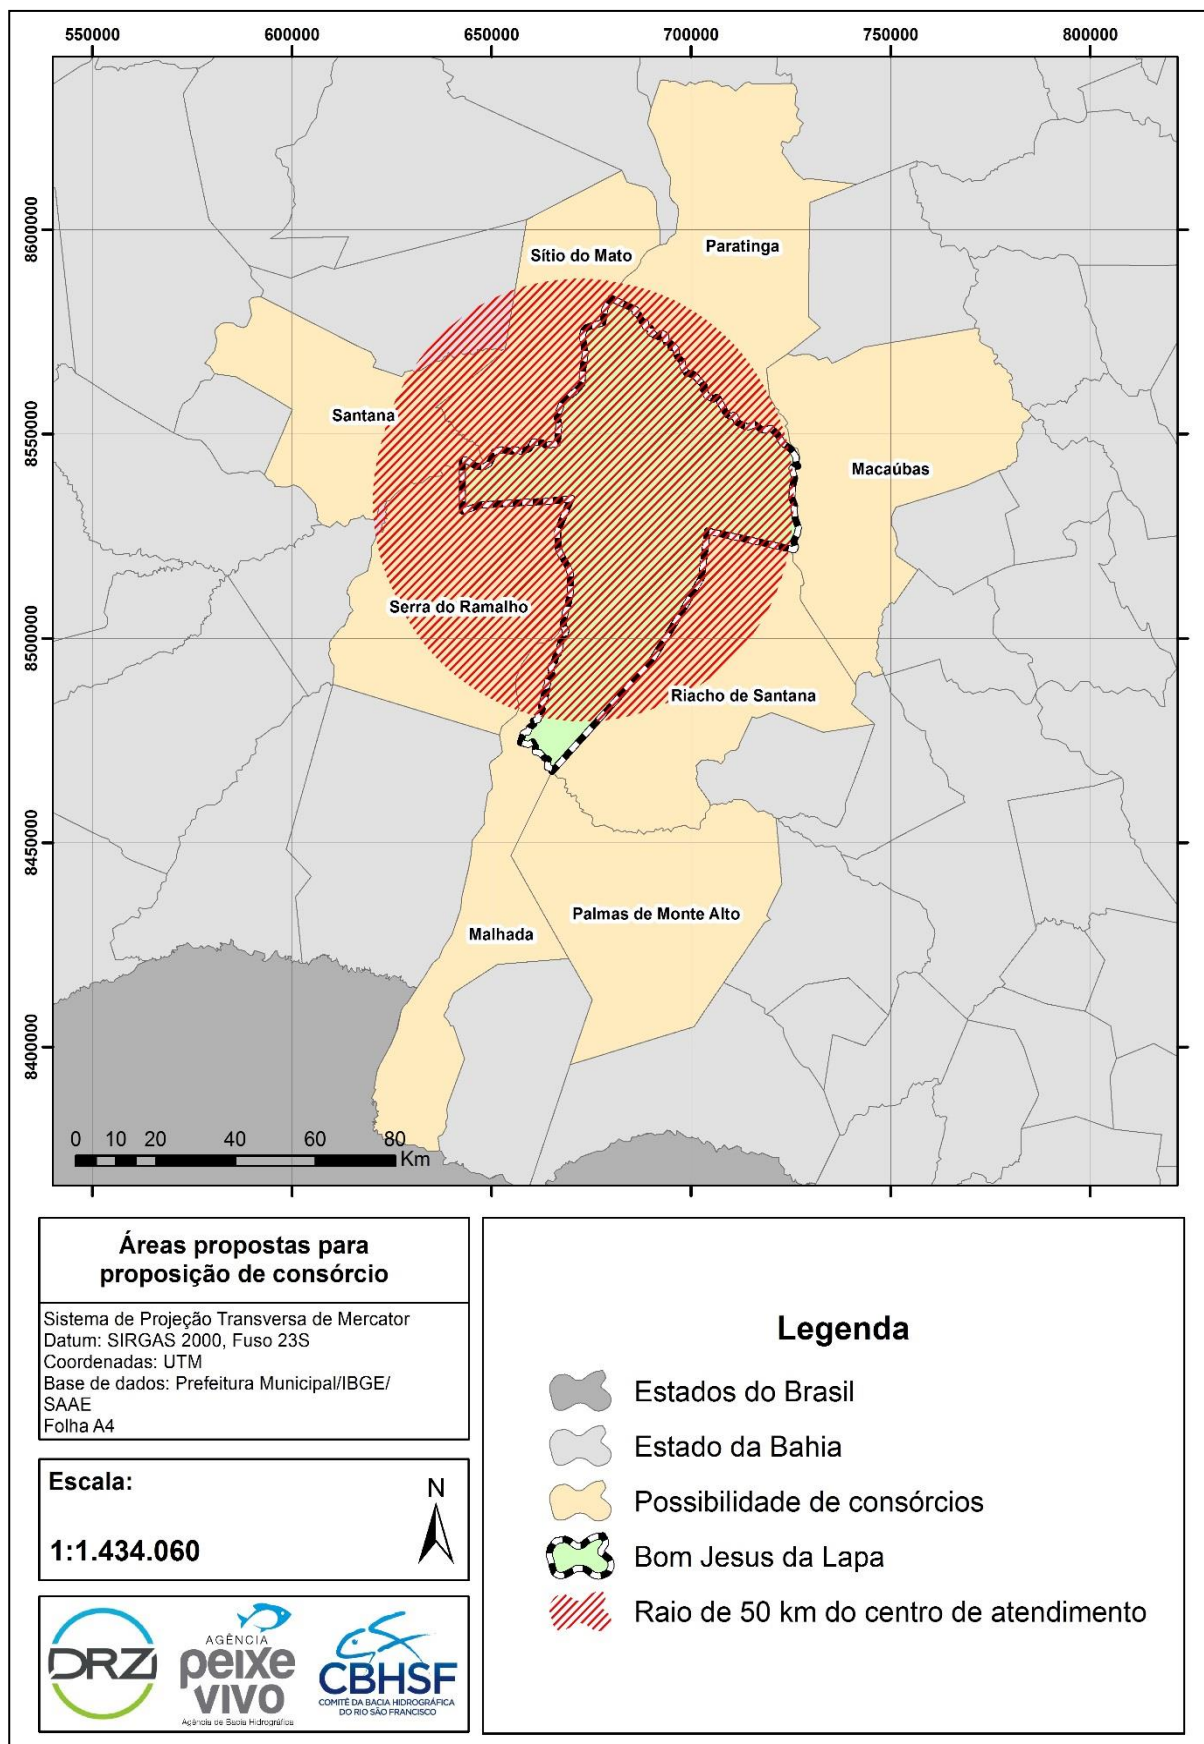 550000 600000 650000 700000 750000 800000
8600000
8550000
8500000
8450000
8400000
Sítio do Mato
Paratinga
Santana
Macaúbas
Serra do Ramalho
Riacho de Santana
Palmas de Monte Alto
Malhada
0 10 20 40 60 80
Km
Áreas propostas para
proposição de consórcio
Sistema de Projeção Transversa de Mercator
Datum: SIRGAS 2000, Fuso 23S
Coordenadas: UTM
Base de dados: Prefeitura Municipal/IBGE/
SAAE
Folha A4
Escala:
N
1:1.434.060
DRZ
AGÊNCIA
peixe
vivo
Agência de Bacia Hidrográfica
CBHSF
COMITÊ DA BACIA HIDROGRÁFICA
DO RIO SÃO FRANCISCO
Legenda
Estados do Brasil
Estado da Bahia
Possibilidade de consórcios
Bom Jesus da Lapa
Raio de 50 km do centro de atendimento